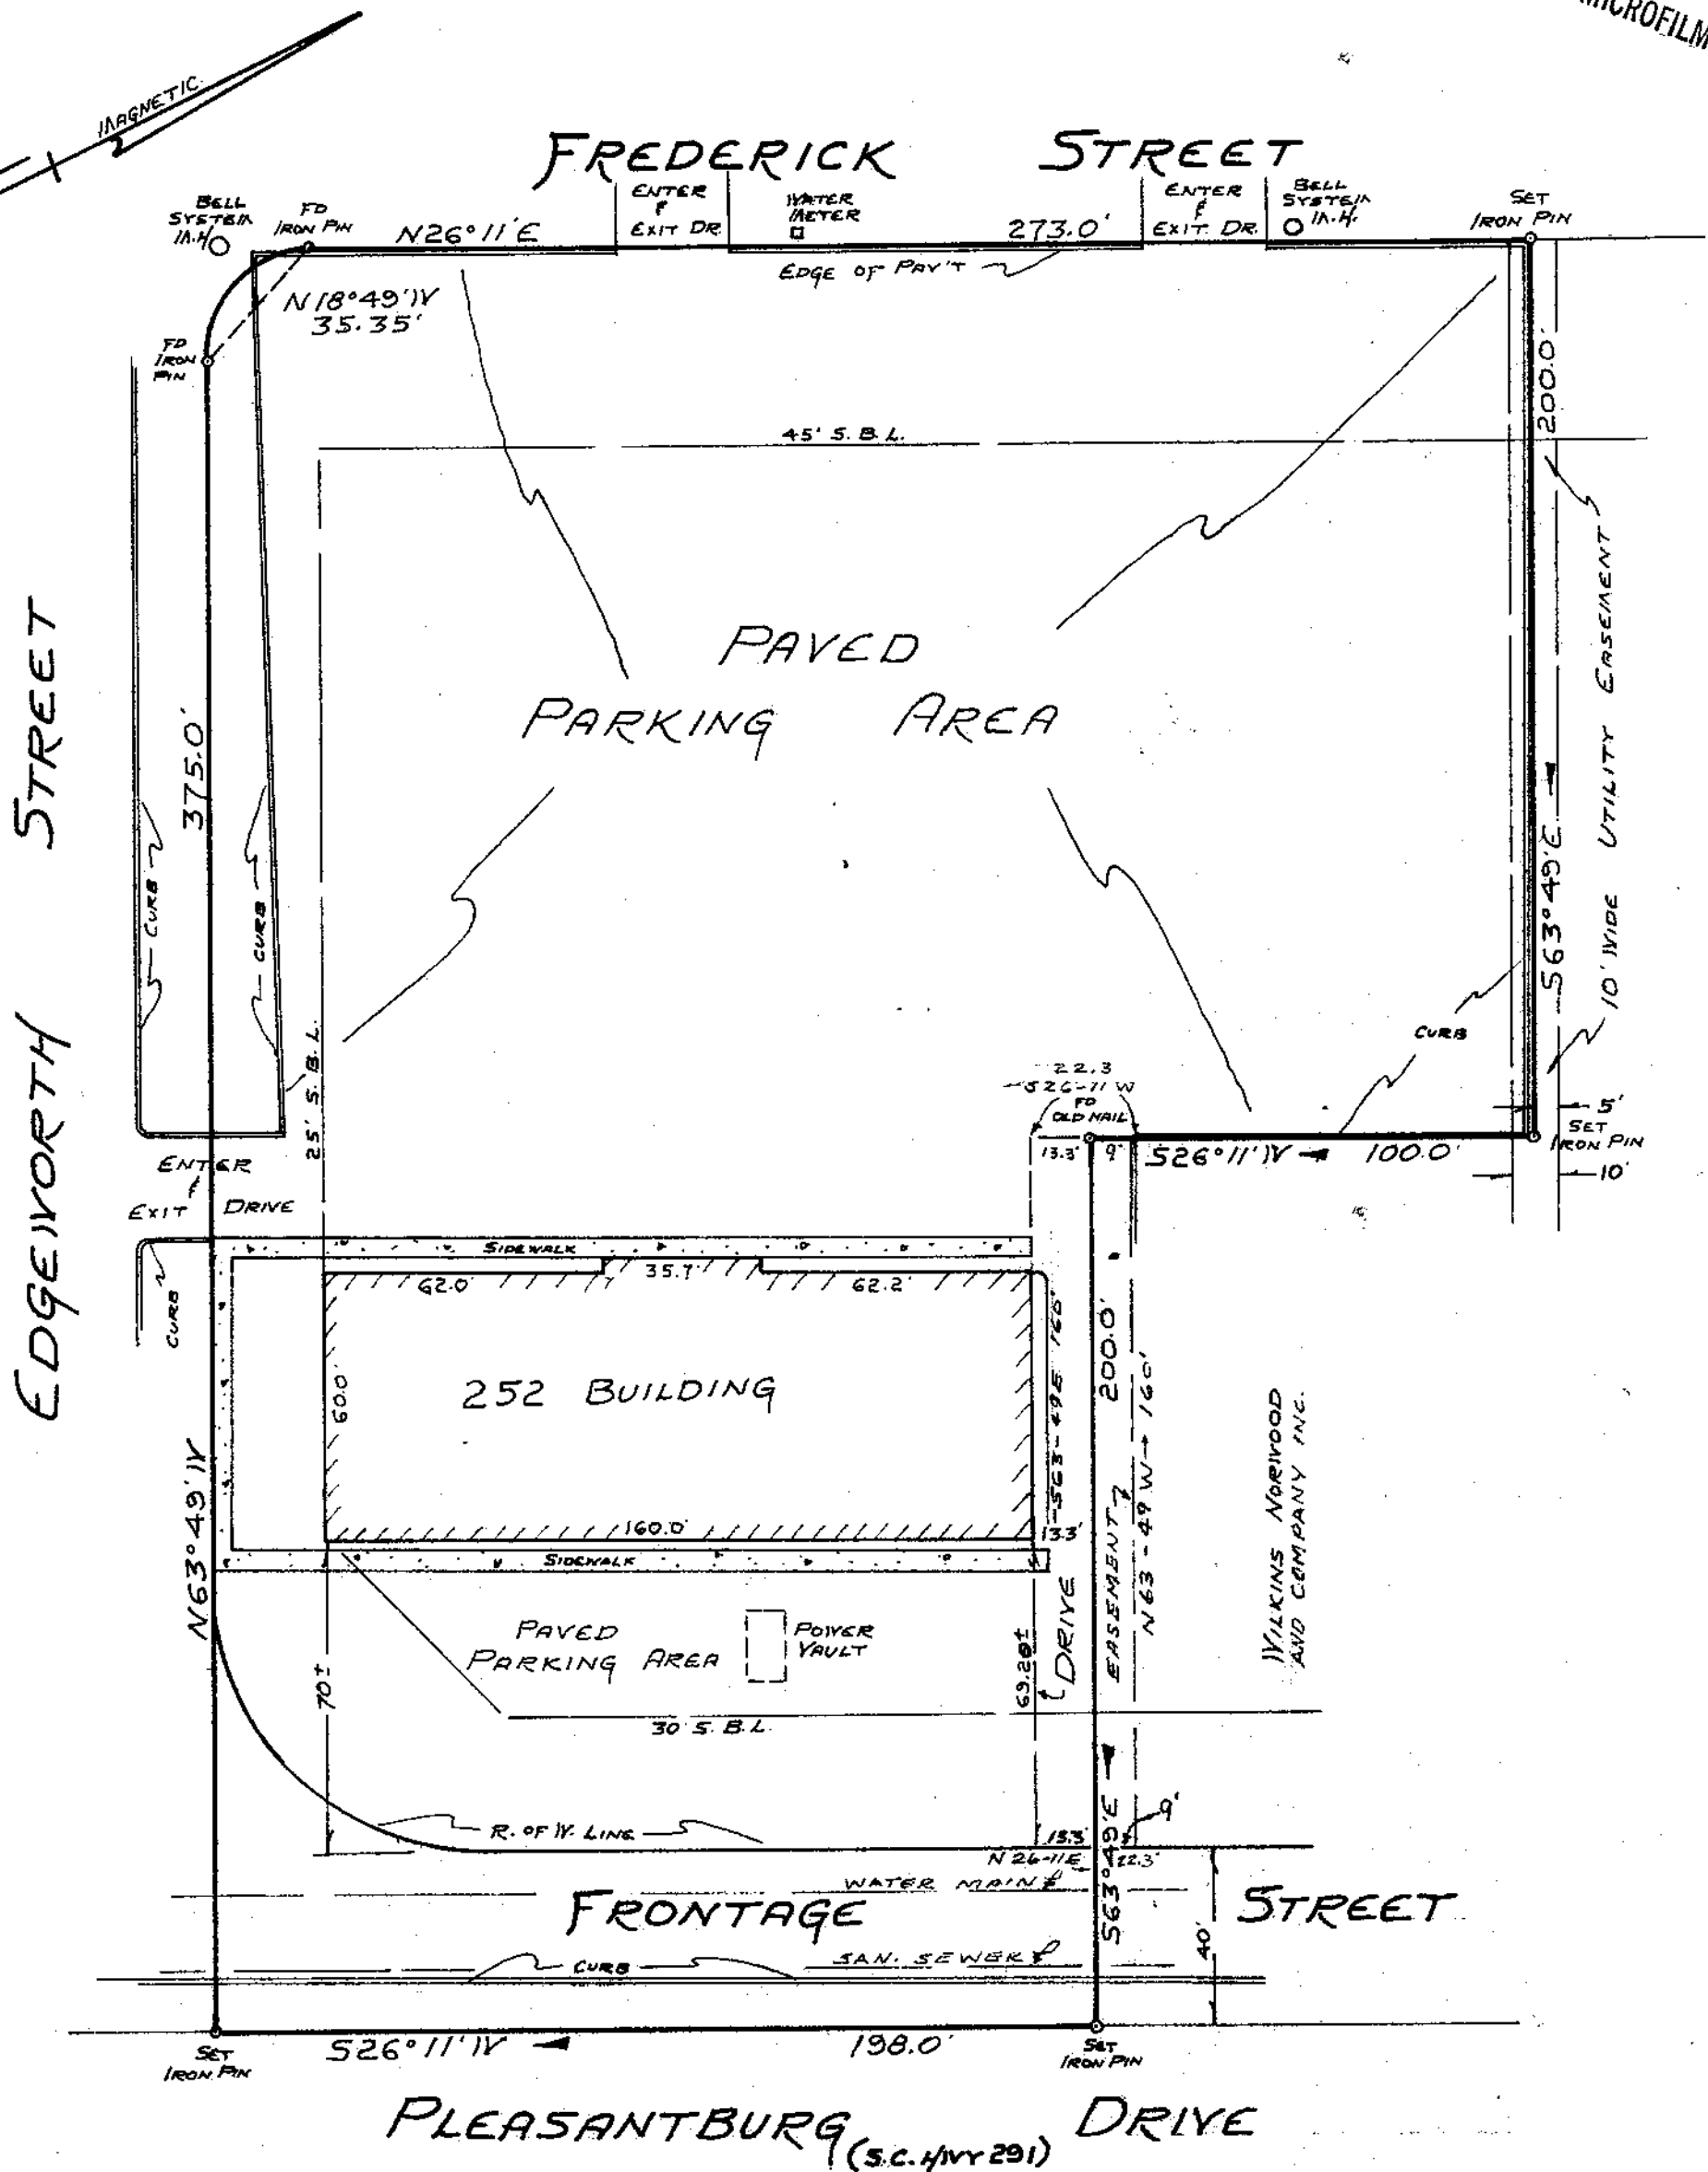 MICROFILM
MAGNETIC
FREDERICK STREET
BELL
SYSTEM
M.H.
FD
IRON PIN
N26°11'E
ENTER
&
EXIT DR.
WATER
METER
273.0'
ENTER
&
EXIT DR.
BELL
SYSTEM
M.H.
SET
IRON PIN
EDGE OF PAV'T
N18°49'W
35.35'
FD
IRON
PIN
200.0'
45' S.B.L.
10' WIDE UTILITY EASEMENT
S63°49'E
PAVED
PARKING AREA
EDGEWORTH STREET
375.0'
CURB
CURB
25' S.B.L.
CURB
22.3
S26-11 W
FD
OLD NAIL
13.3' 9'
S26°11'W 100.0'
5'
SET
IRON PIN
10'
ENTER
&
EXIT DRIVE
CURB
SIDEWALK
62.0' 35.7' 62.2'
60.0
252 BUILDING
160.0'
S63-49E 160'
13.3'
200.0'
EASEMENT
N63-49 W 160'
WILKINS NORWOOD
AND COMPANY INC.
N63°49'W
SIDEWALK
PAVED
PARKING AREA
POWER
VAULT
70±
69.20±
DRIVE
30' S.B.L.
S63°49'E
9'
R. OF W. LINE
13.3'
N26-11E 22.3'
WATER MAIN
FRONTAGE STREET
40'
CURB
SAN. SEWER
S26°11'W 198.0'
SET
IRON PIN
SET
IRON PIN
PLEASANTBURG DRIVE
(S.C. HWY 291)